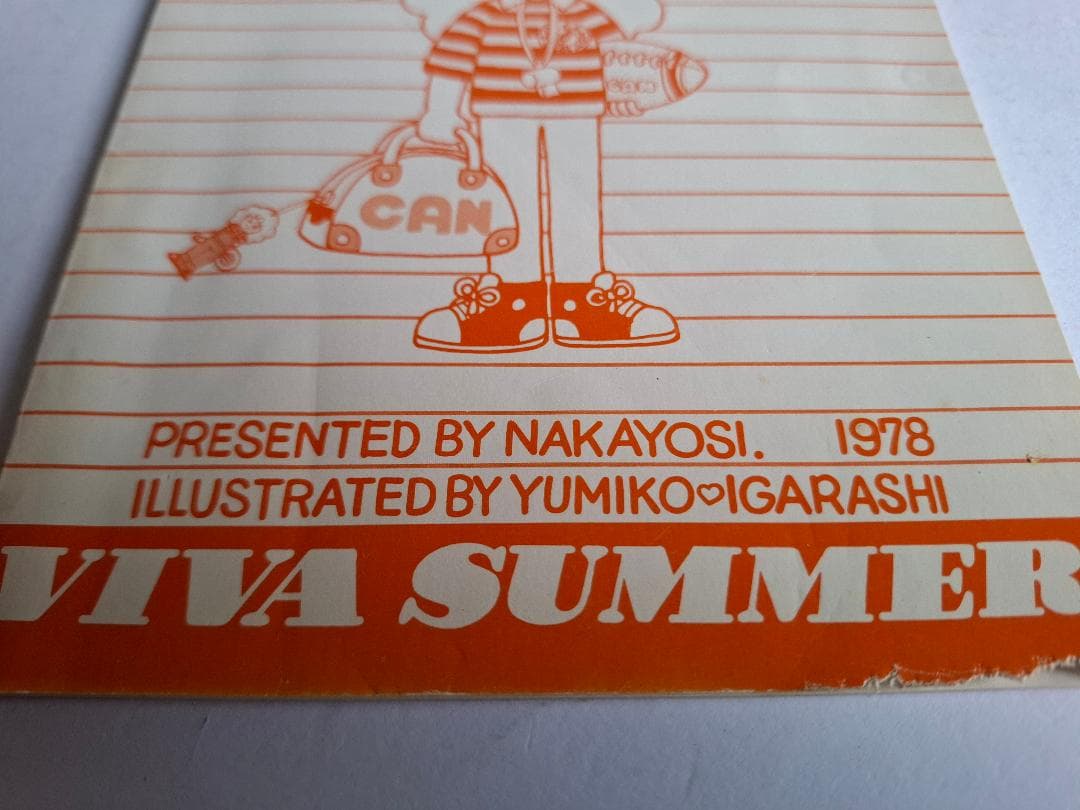 CAN
CAN
PRESENTED BY NAKAYOSI. 1978
ILLUSTRATED BY YUMIKO♡IGARASHI
VIVA SUMMER